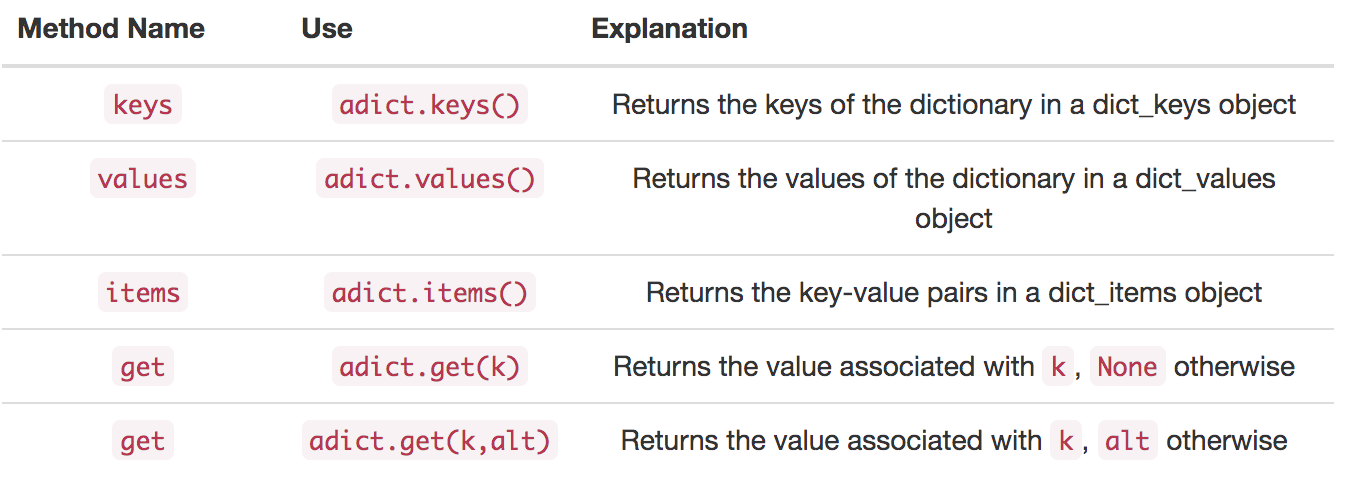 Method Name Use Explanation
keys adict.keys() Returns the keys of the dictionary in a dict_keys object
values adict.values() Returns the values of the dictionary in a dict_values
object
items adict.items() Returns the key-value pairs in a dict_items object
get adict.get(k) Returns the value associated with k, None otherwise
get adict.get(k,alt) Returns the value associated with k, alt otherwise